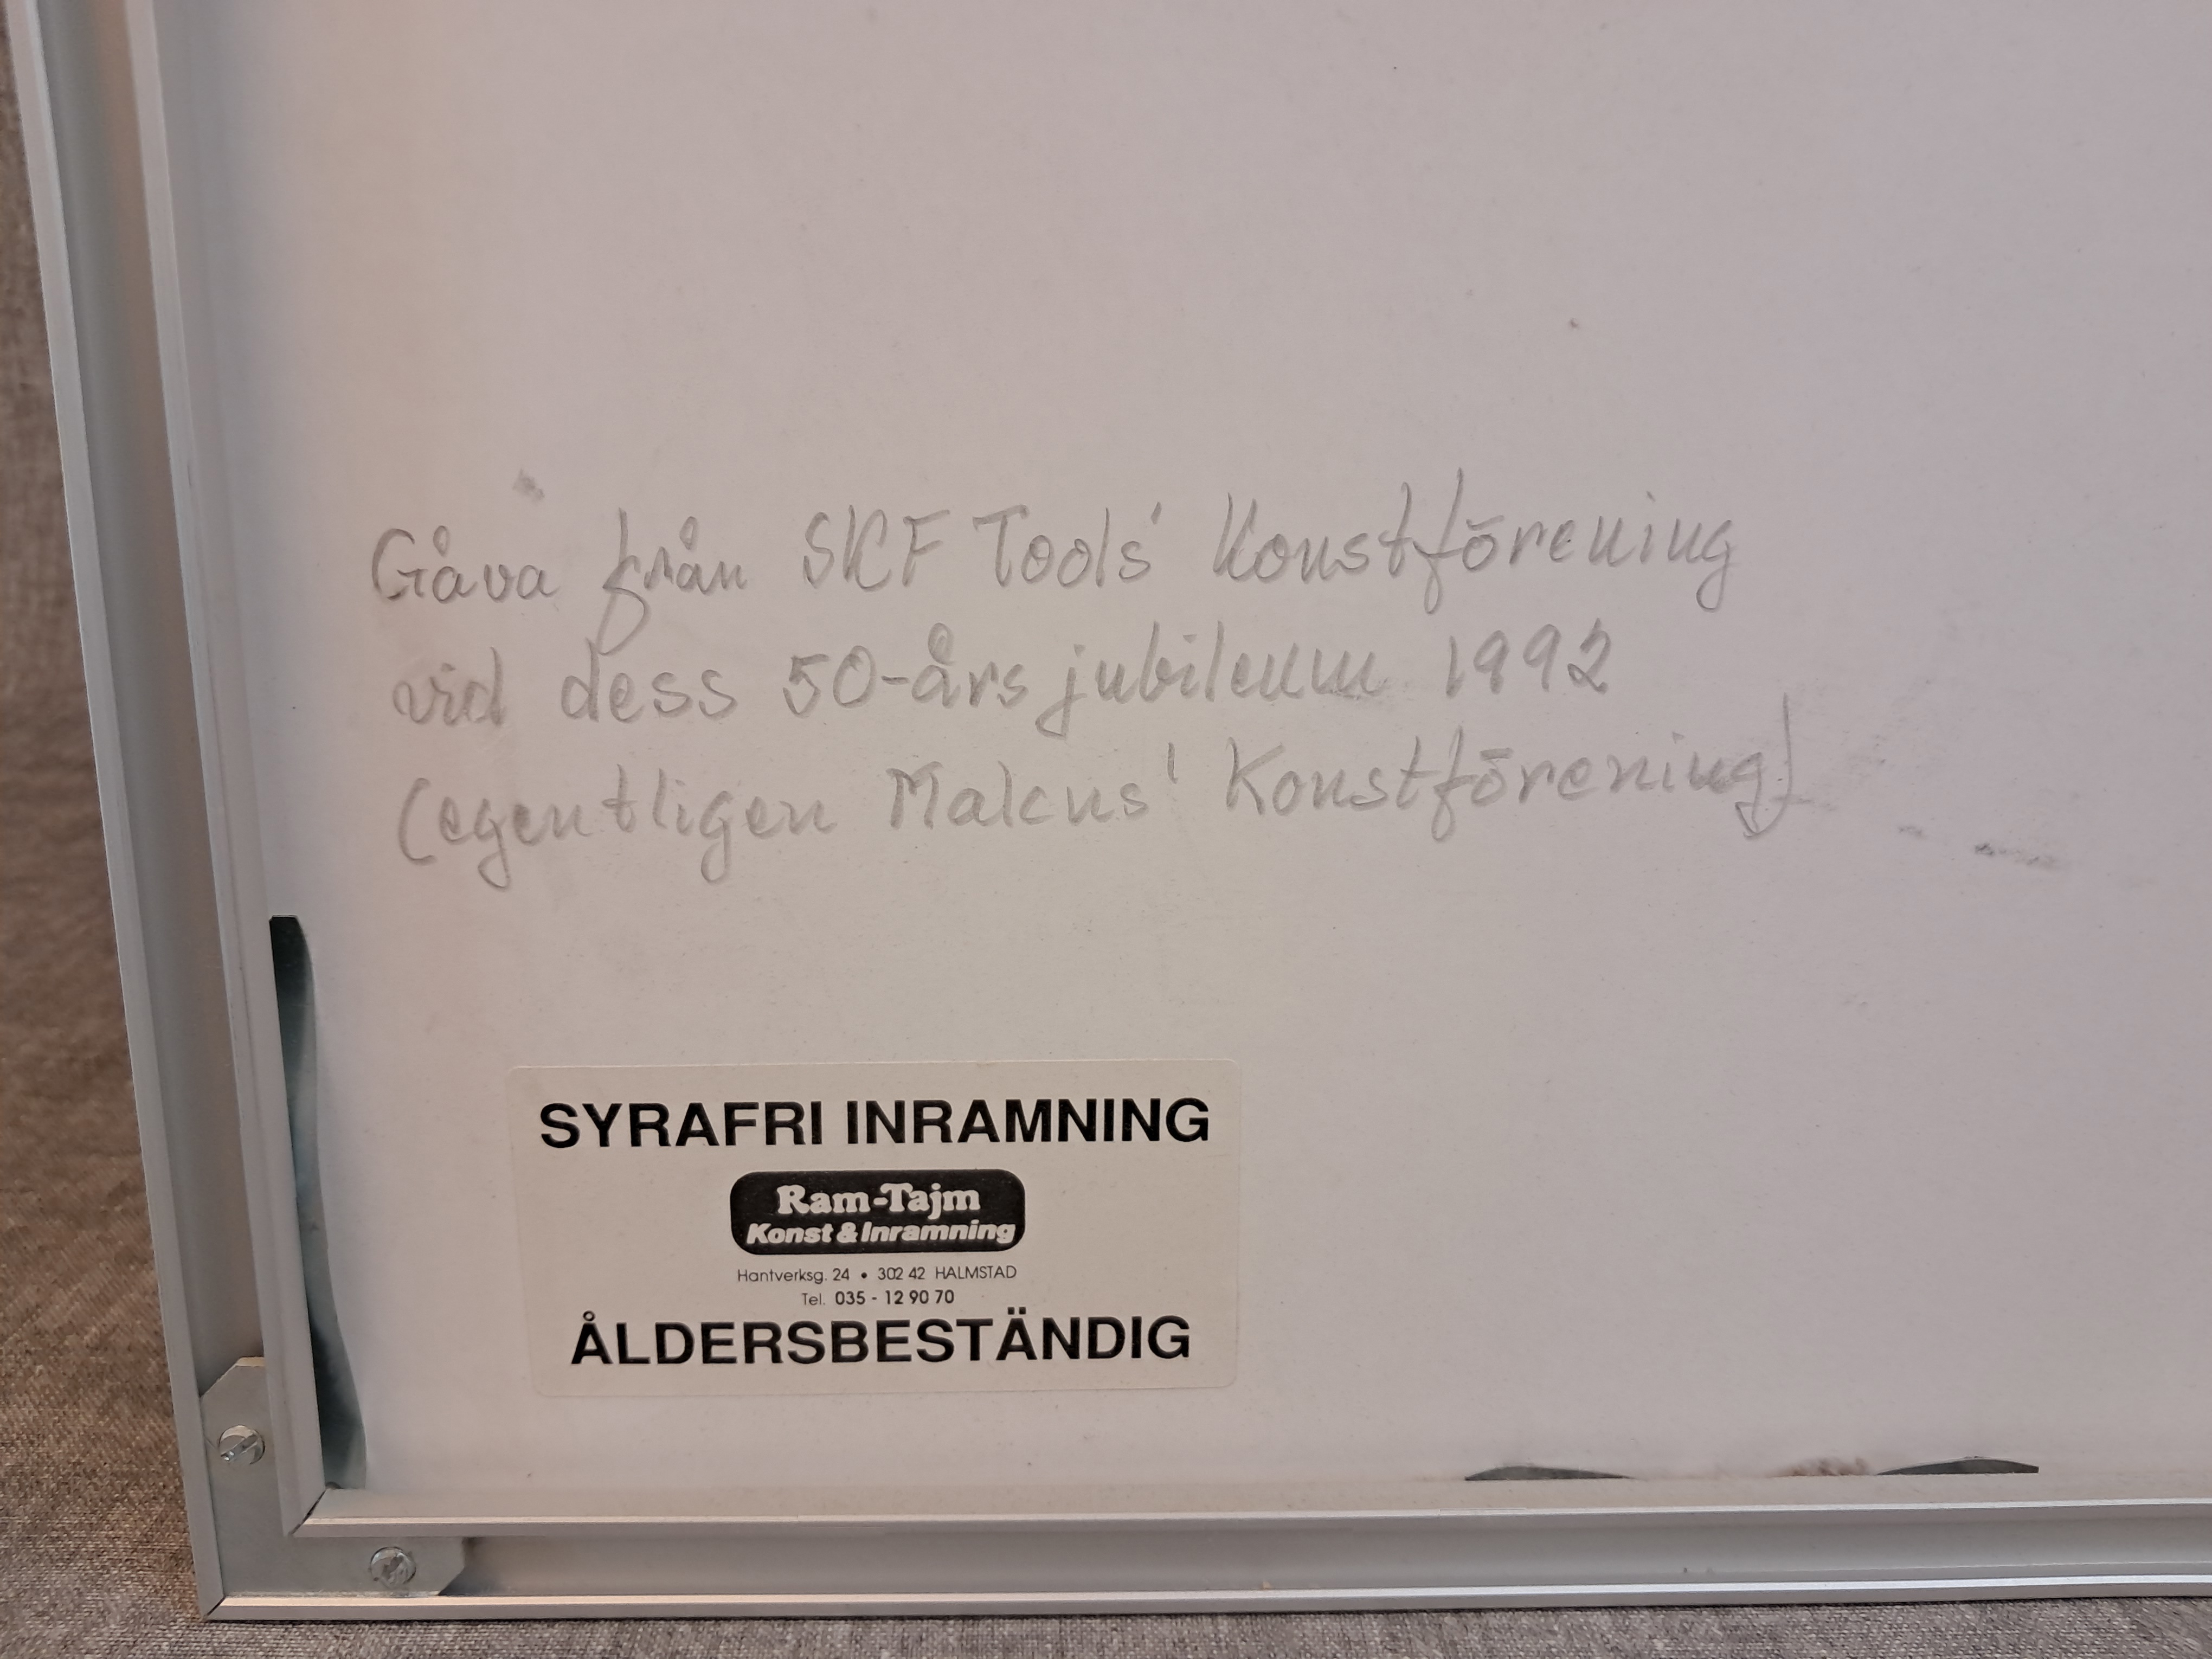 Gåva från SKF Tools' Konstförening
vid dess 50-års jubileum 1992
(egentligen Malcus' Konstförening)
SYRAFRI INRAMNING
Ram-Tajm
Konst & Inramning
Hantverksg. 24 • 302 42 HALMSTAD
Tel. 035 - 12 90 70
ÅLDERSBESTÄNDIG